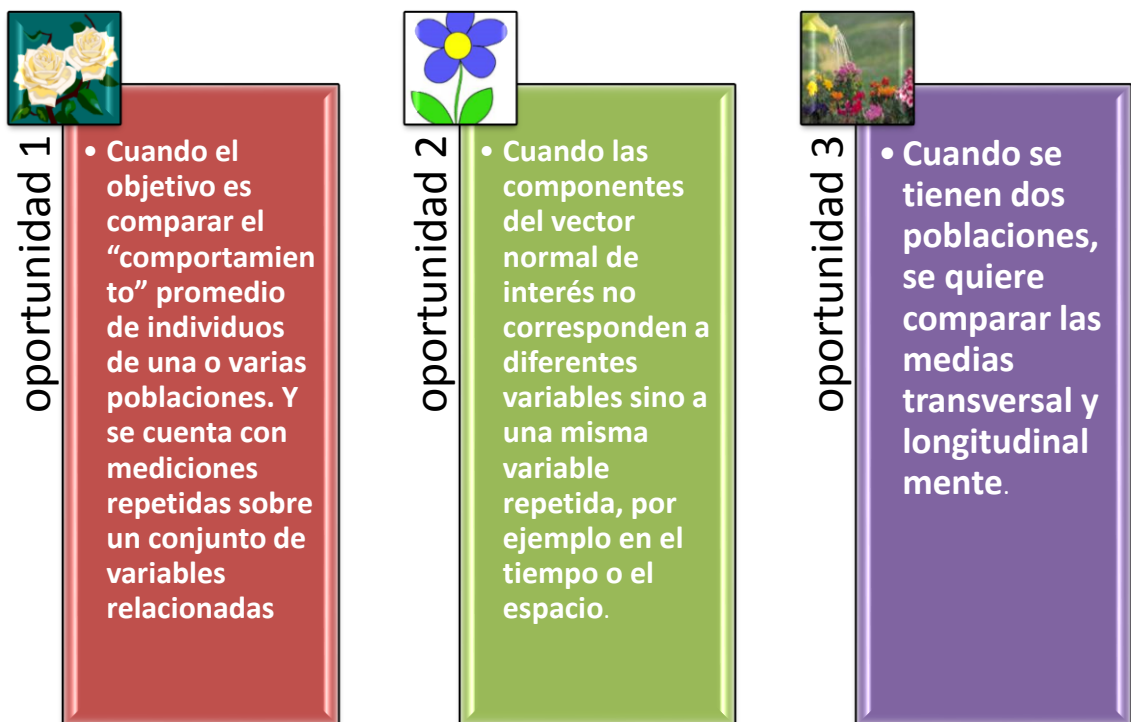 oportunidad 1
• Cuando el
objetivo es
comparar el
“comportamien
to” promedio
de individuos
de una o varias
poblaciones. Y
se cuenta con
mediciones
repetidas sobre
un conjunto de
variables
relacionadas
oportunidad 2
• Cuando las
componentes
del vector
normal de
interés no
corresponden a
diferentes
variables sino a
una misma
variable
repetida, por
ejemplo en el
tiempo o el
espacio.
oportunidad 3
• Cuando se
tienen dos
poblaciones,
se quiere
comparar las
medias
transversal y
longitudinal
mente.